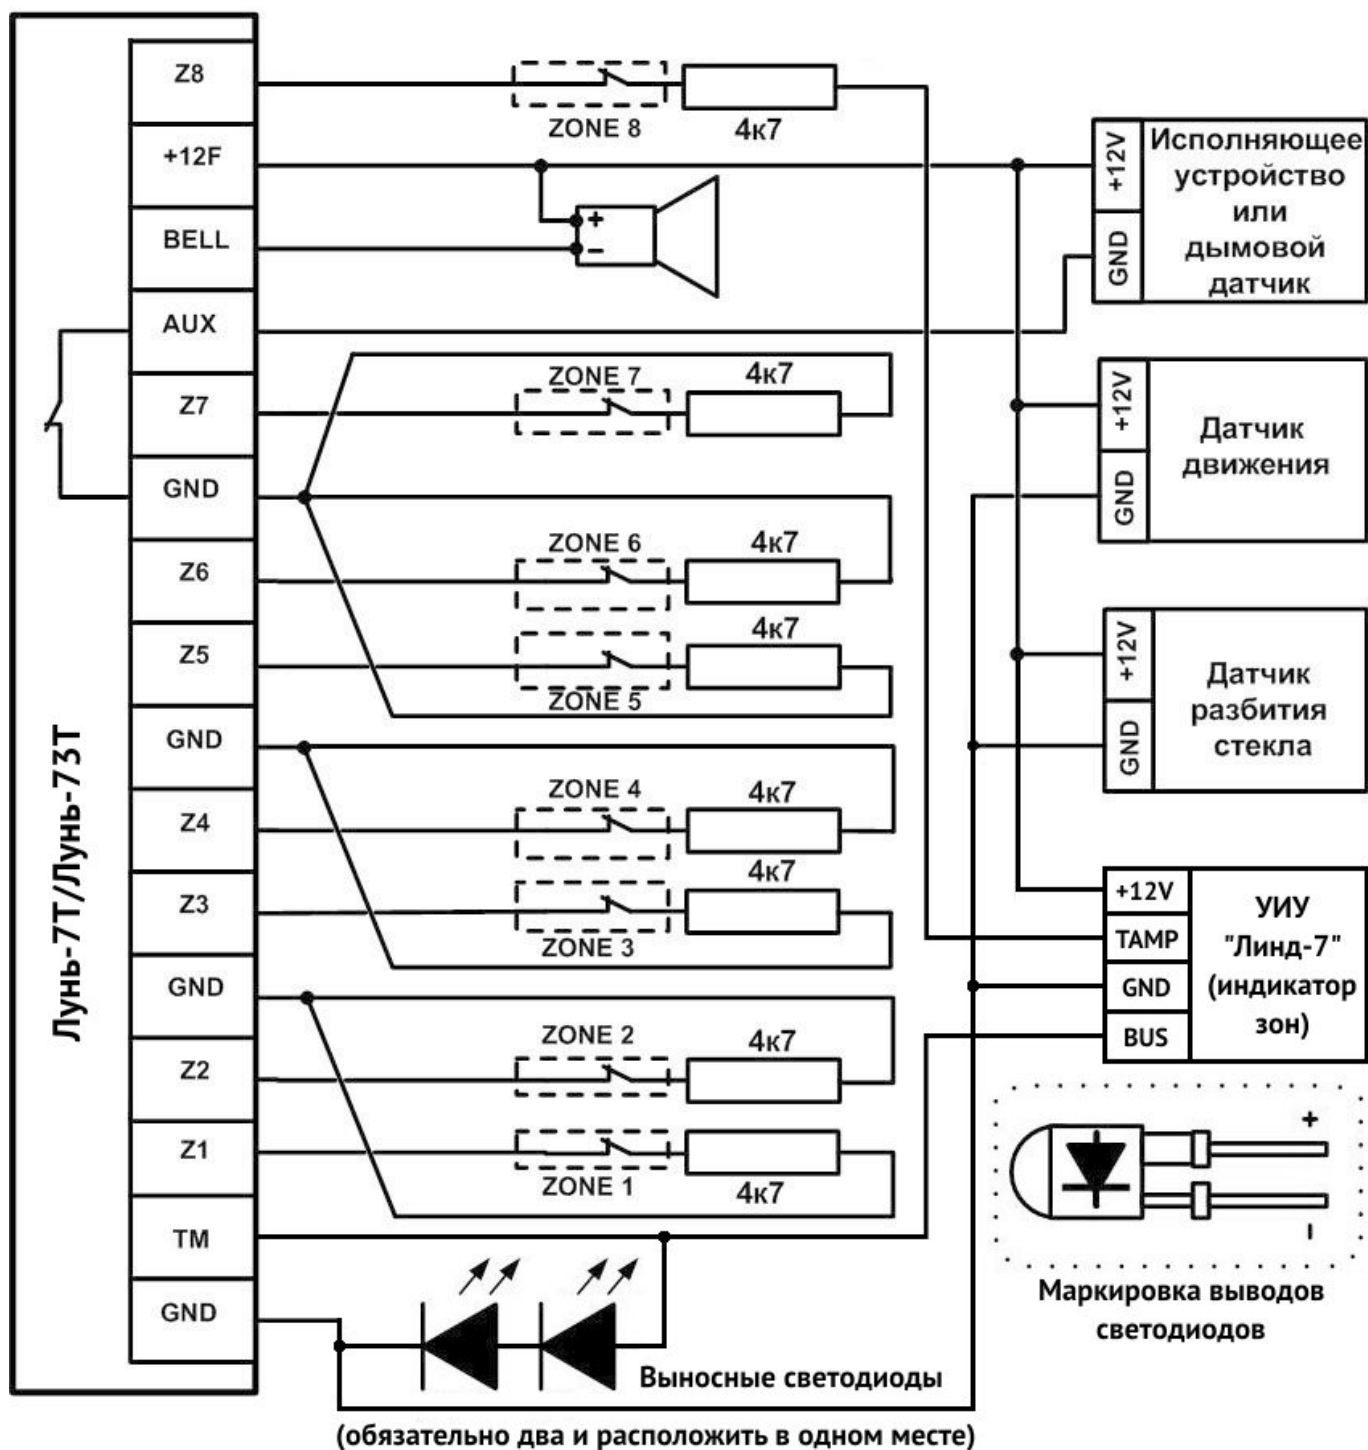 Лунь-7Т/Лунь-73Т
Z8
+12F
BELL
AUX
Z7
GND
Z6
Z5
GND
Z4
Z3
GND
Z2
Z1
TM
GND
ZONE 8
4к7
+
–
ZONE 7
4к7
ZONE 6
4к7
4к7
ZONE 5
ZONE 4
4к7
4к7
ZONE 3
ZONE 2
4к7
ZONE 1
4к7
+12V
GND
Исполняющее
устройство
или
дымовой
датчик
+12V
GND
Датчик
движения
+12V
GND
Датчик
разбития
стекла
+12V
TAMP
GND
BUS
УИУ
"Линд-7"
(индикатор
зон)
+
–
Маркировка выводов
светодиодов
Выносные светодиоды
(обязательно два и расположить в одном месте)